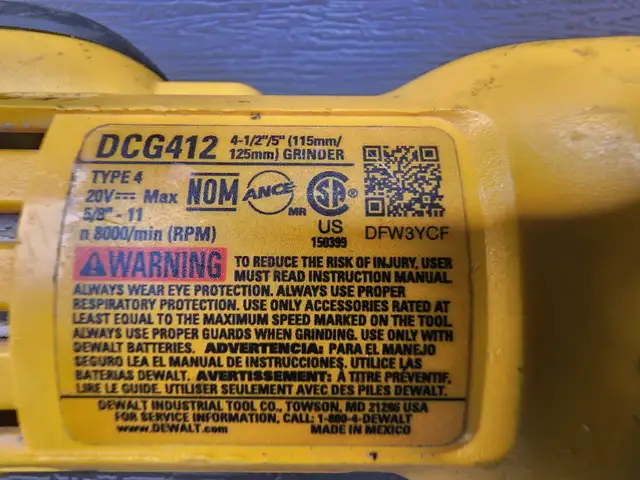 DCG412 4-1/2"/5" (115mm/
125mm) GRINDER
TYPE 4
20V⎓ Max
5/8" - 11
n 8000/min (RPM)
NOM ANCE MR
SA
US
150399
DFW3YCF
WARNING TO REDUCE THE RISK OF INJURY, USER
MUST READ INSTRUCTION MANUAL.
ALWAYS WEAR EYE PROTECTION. ALWAYS USE PROPER
RESPIRATORY PROTECTION. USE ONLY ACCESSORIES RATED AT
LEAST EQUAL TO THE MAXIMUM SPEED MARKED ON THE TOOL.
ALWAYS USE PROPER GUARDS WHEN GRINDING. USE ONLY WITH
DEWALT BATTERIES. ADVERTENCIA: PARA EL MANEJO
SEGURO LEA EL MANUAL DE INSTRUCCIONES. UTILICE LAS
BATERIAS DEWALT. AVERTISSEMENT: À TITRE PRÉVENTIF,
LIRE LE GUIDE. UTILISER SEULEMENT AVEC DES PILES DEWALT.
DEWALT INDUSTRIAL TOOL CO., TOWSON, MD 21286 USA
FOR SERVICE INFORMATION, CALL: 1-800-4-DEWALT
www.DEWALT.com MADE IN MEXICO